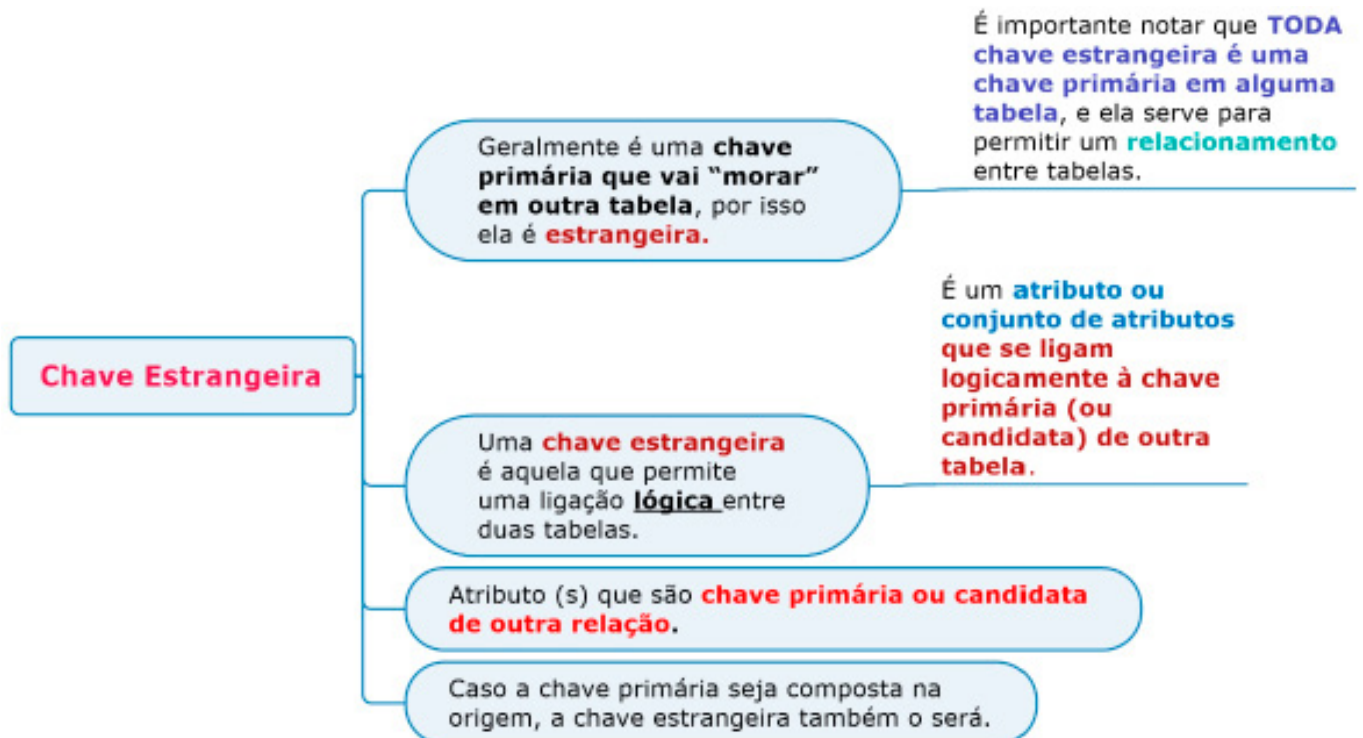 Chave Estrangeira
Geralmente é uma chave
primária que vai “morar”
em outra tabela, por isso
ela é estrangeira.
É importante notar que TODA
chave estrangeira é uma
chave primária em alguma
tabela, e ela serve para
permitir um relacionamento
entre tabelas.
Uma chave estrangeira
é aquela que permite
uma ligação lógica entre
duas tabelas.
É um atributo ou
conjunto de atributos
que se ligam
logicamente à chave
primária (ou
candidata) de outra
tabela.
Atributo (s) que são chave primária ou candidata
de outra relação.
Caso a chave primária seja composta na
origem, a chave estrangeira também o será.